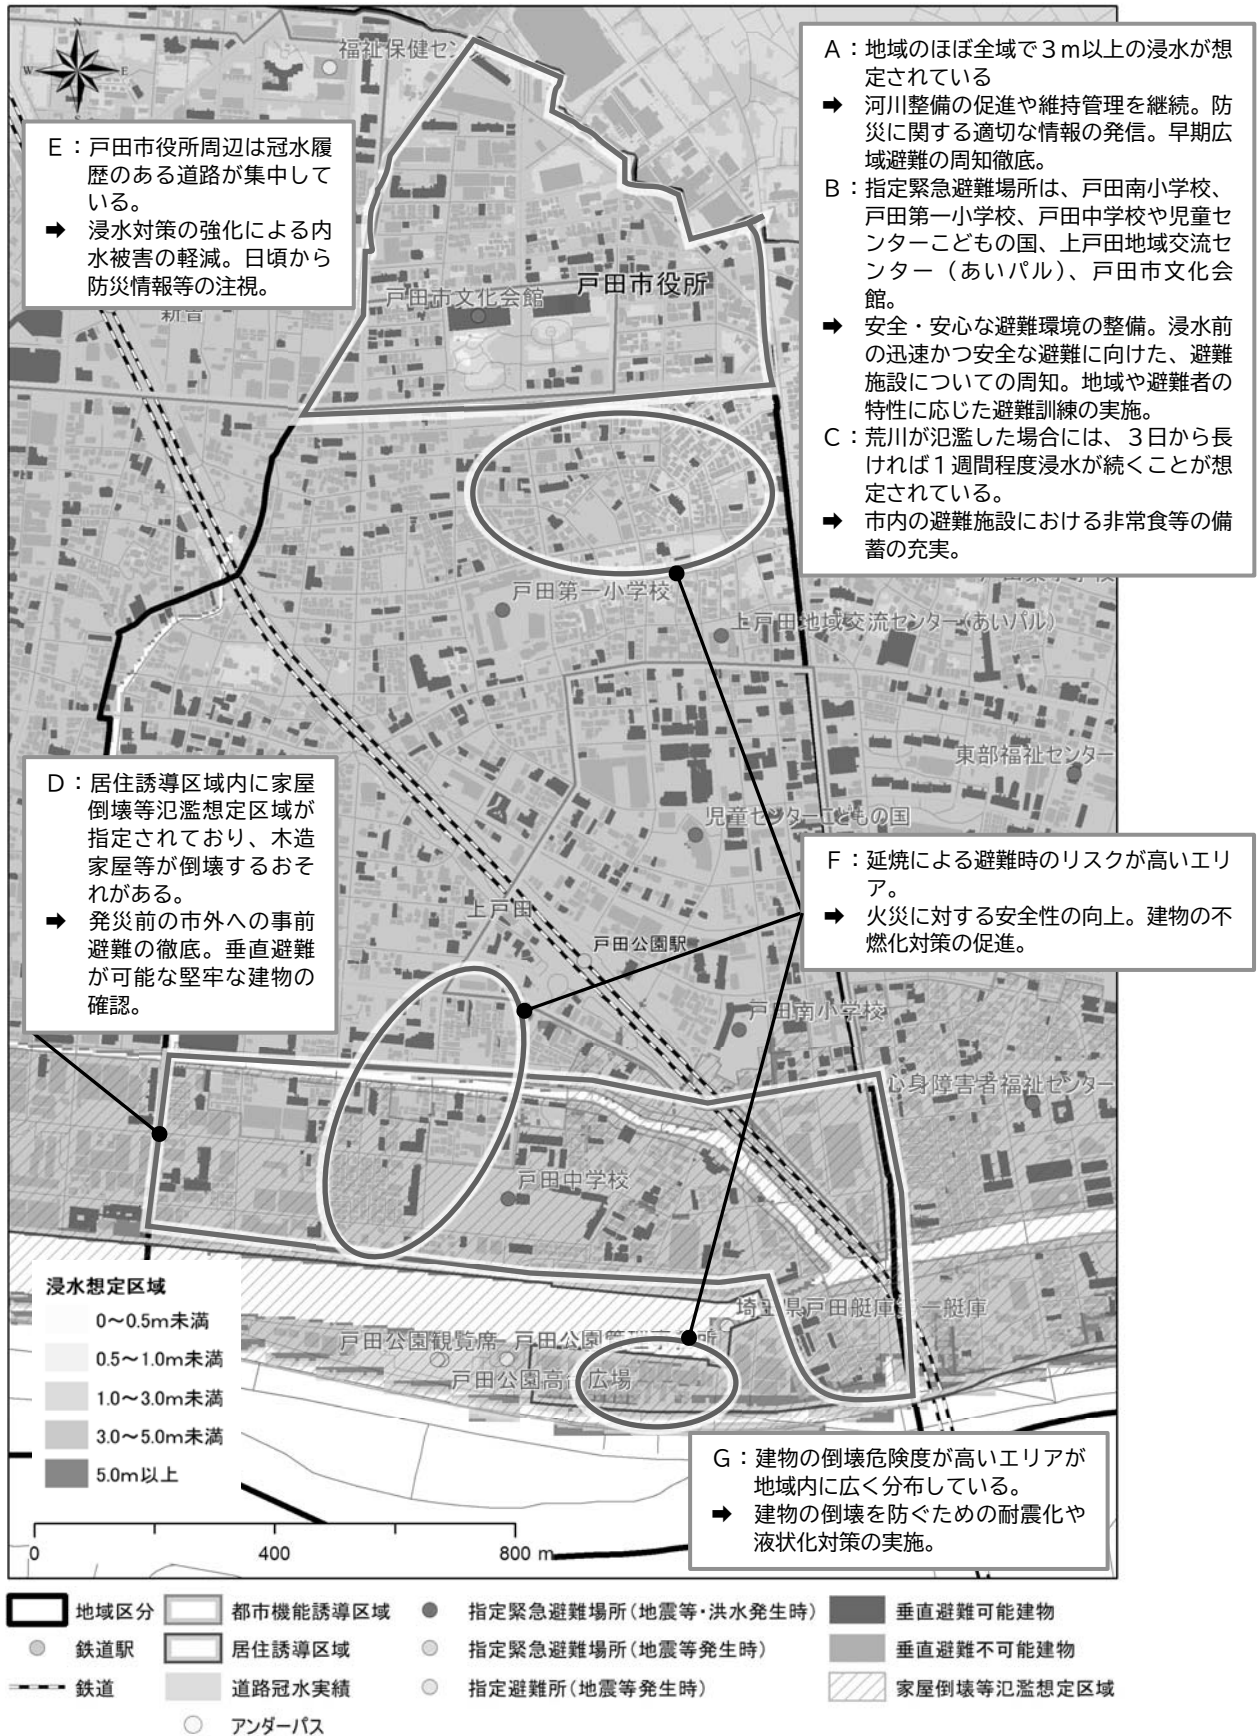 N
W
E
福祉保健セン
A：地域のほぼ全域で３ｍ以上の浸水が想
定されている
➡ 河川整備の促進や維持管理を継続。防
災に関する適切な情報の発信。早期広
域避難の周知徹底。
B：指定緊急避難場所は、戸田南小学校、
戸田第一小学校、戸田中学校や児童セ
ンターこどもの国、上戸田地域交流セ
ンター（あいパル）、戸田市文化会
館。
➡ 安全・安心な避難環境の整備。浸水前
の迅速かつ安全な避難に向けた、避難
施設についての周知。地域や避難者の
特性に応じた避難訓練の実施。
C：荒川が氾濫した場合には、３日から長
ければ１週間程度浸水が続くことが想
定されている。
➡ 市内の避難施設における非常食等の備
蓄の充実。
E：戸田市役所周辺は冠水履
歴のある道路が集中して
いる。
➡ 浸水対策の強化による内
水被害の軽減。日頃から
防災情報等の注視。
新曽
戸田市文化会館
戸田市役所
戸田第一小学校
上戸田地域交流センター(あいパル)
東部福祉センター
児童センターこどもの国
D：居住誘導区域内に家屋
倒壊等氾濫想定区域が
指定されており、木造
家屋等が倒壊するおそ
れがある。
➡ 発災前の市外への事前
避難の徹底。垂直避難
が可能な堅牢な建物の
確認。
F：延焼による避難時のリスクが高いエリ
ア。
➡ 火災に対する安全性の向上。建物の不
燃化対策の促進。
上戸田
戸田公園駅
戸田南小学校
心身障害者福祉センター
戸田中学校
埼玉県戸田艇庫
一艇庫
戸田公園観覧席
戸田公園管理事
所
戸田公園高台広場
浸水想定区域
0～0.5m未満
0.5～1.0m未満
1.0～3.0m未満
3.0～5.0m未満
5.0m以上
G：建物の倒壊危険度が高いエリアが
地域内に広く分布している。
➡ 建物の倒壊を防ぐための耐震化や
液状化対策の実施。
0 400 800 m
地域区分 都市機能誘導区域 指定緊急避難場所(地震等・洪水発生時) 垂直避難可能建物
鉄道駅 居住誘導区域 指定緊急避難場所(地震等発生時) 垂直避難不可能建物
鉄道 道路冠水実績 指定避難所(地震等発生時) 家屋倒壊等氾濫想定区域
アンダーパス